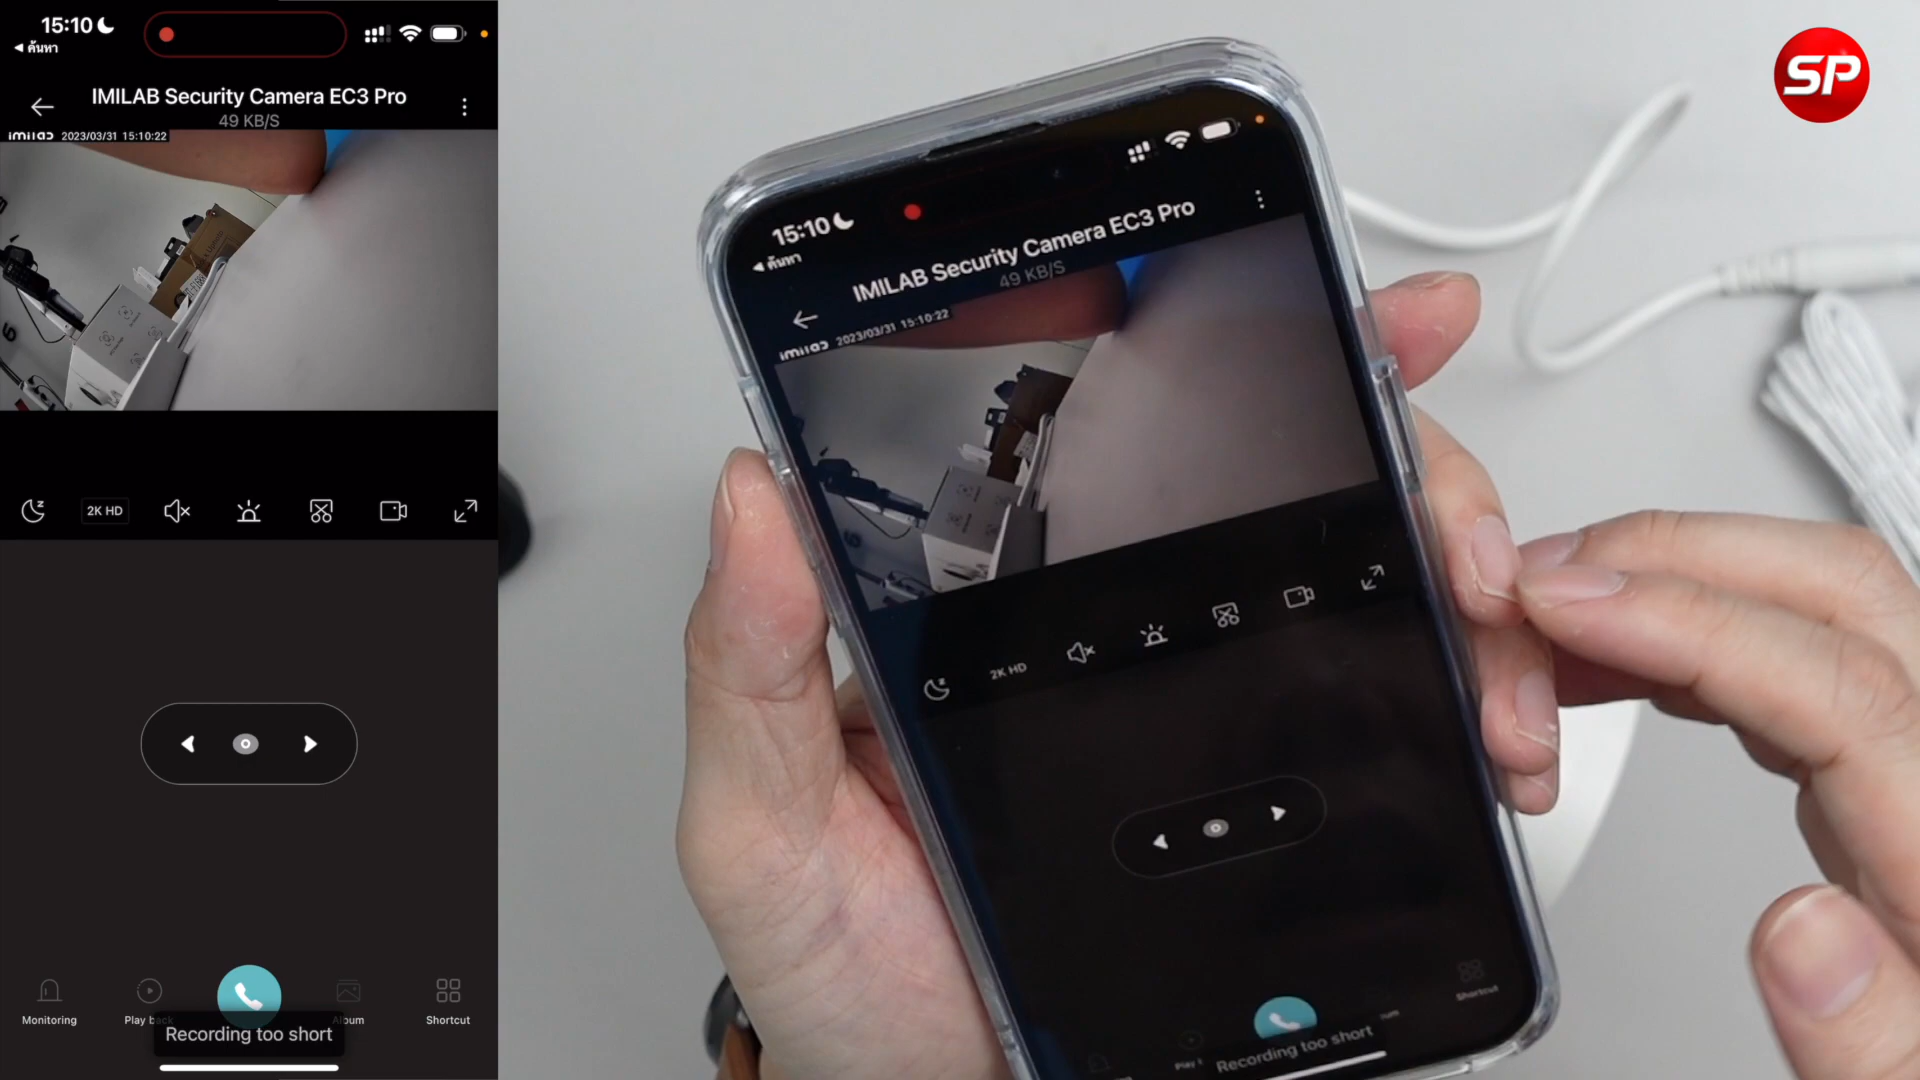 15:10
◀ ค้นหา
IMILAB Security Camera EC3 Pro
49 KB/S
imilab 2023/03/31 15:10:22
2K HD
Monitoring
Play back
Album
Shortcut
Recording too short
SP
15:10
◀ ค้นหา
IMILAB Security Camera EC3 Pro
49 KB/S
imilab 2023/03/31 15:10:22
2K HD
Shortcut
Recording too short